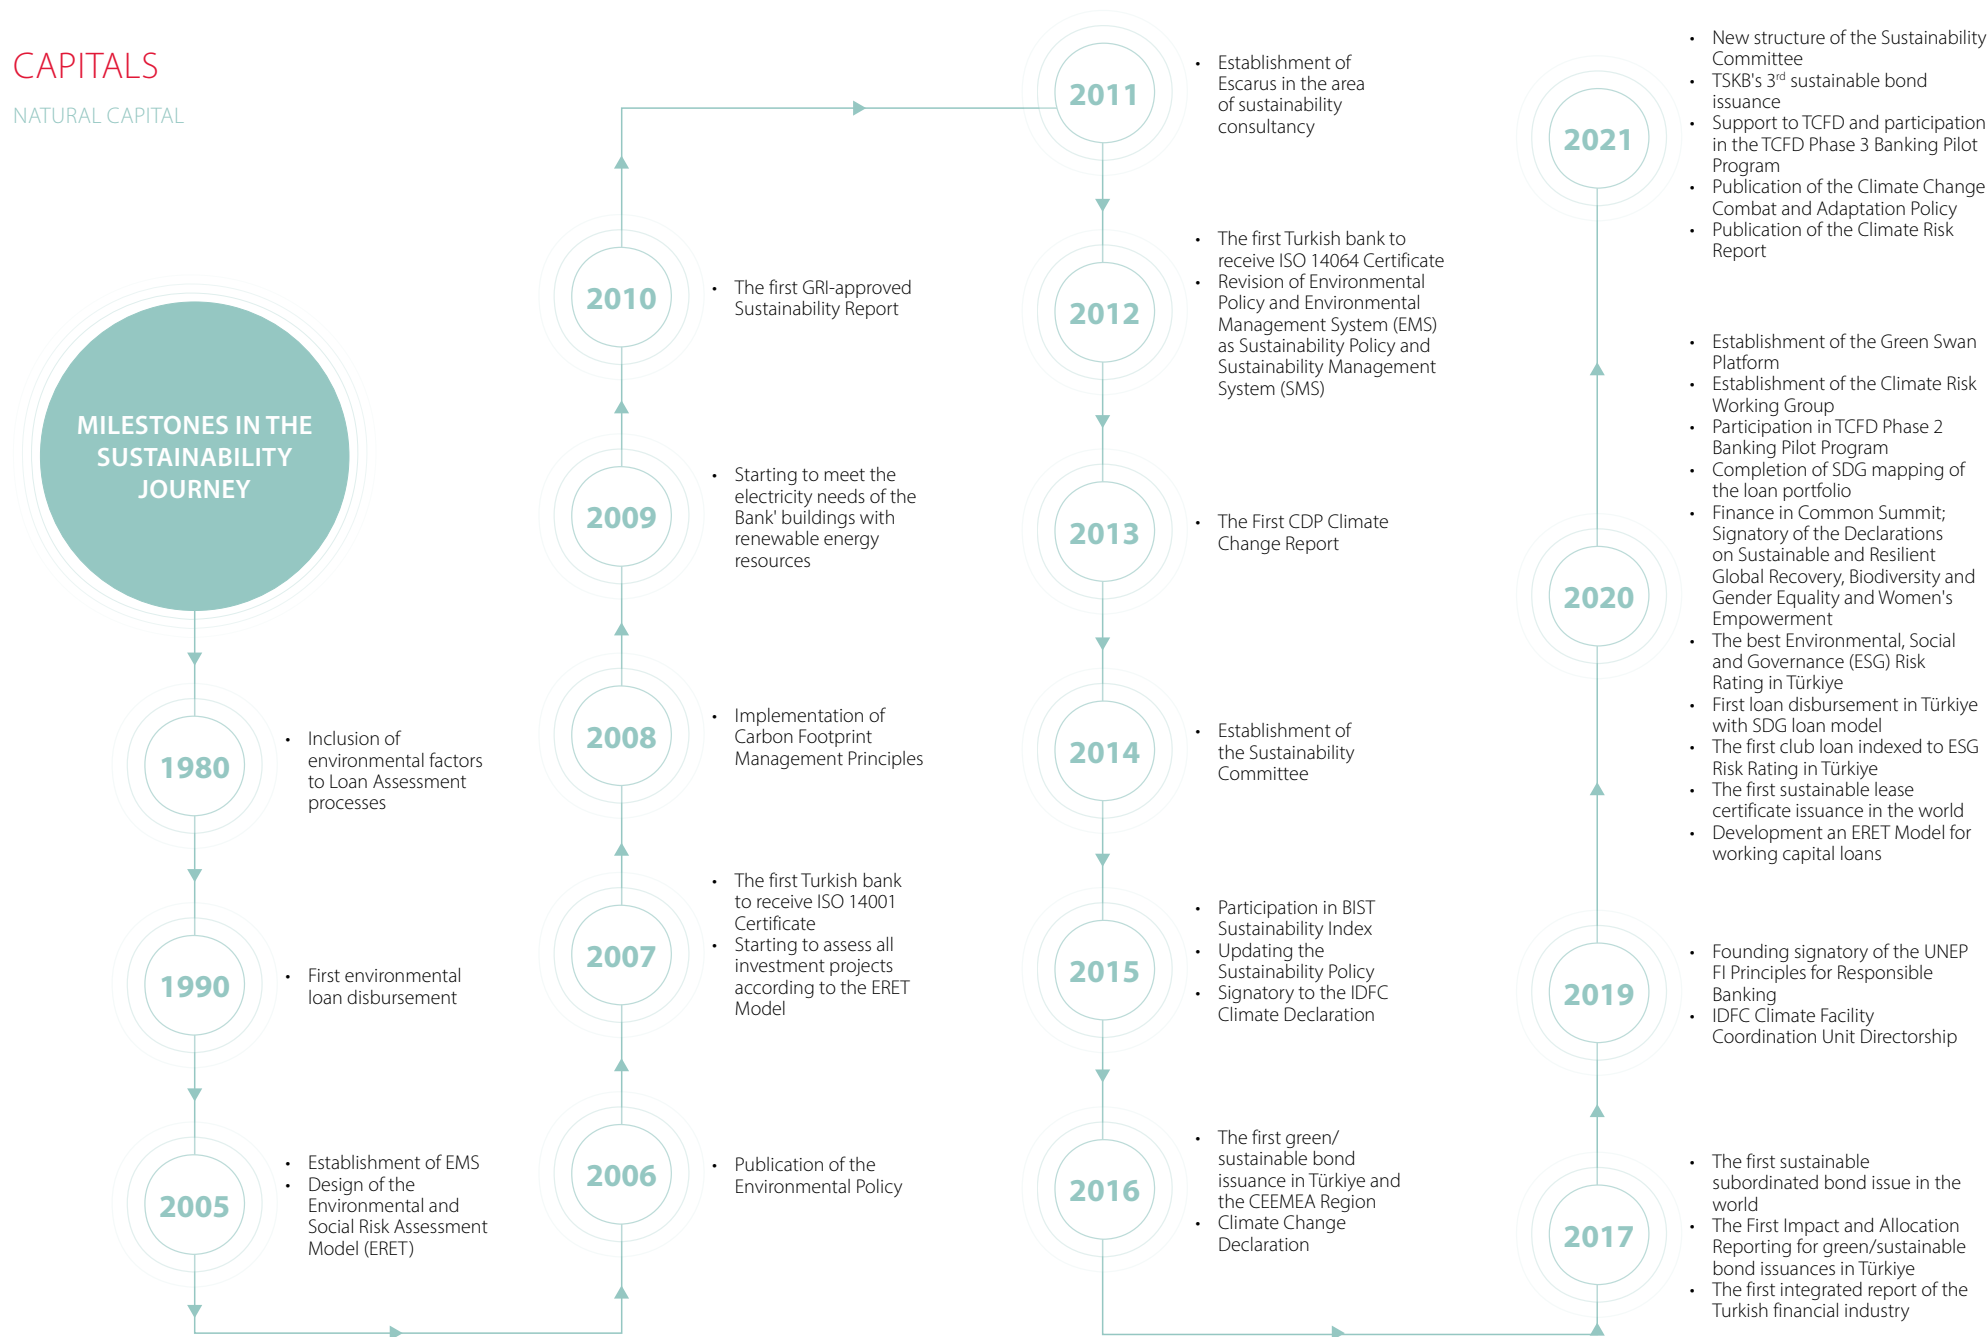 CAPITALS
NATURAL CAPITAL
MILESTONES IN THE
SUSTAINABILITY
JOURNEY
1980
• Inclusion of
environmental factors
to Loan Assessment
processes
1990
• First environmental
loan disbursement
2005
• Establishment of EMS
• Design of the
Environmental and
Social Risk Assessment
Model (ERET)
2006
• Publication of the
Environmental Policy
2007
• The first Turkish bank
to receive ISO 14001
Certificate
• Starting to assess all
investment projects
according to the ERET
Model
2008
• Implementation of
Carbon Footprint
Management Principles
2009
• Starting to meet the
electricity needs of the
Bank' buildings with
renewable energy
resources
2010
• The first GRI-approved
Sustainability Report
2011
• Establishment of
Escarus in the area
of sustainability
consultancy
2012
• The first Turkish bank to
receive ISO 14064 Certificate
• Revision of Environmental
Policy and Environmental
Management System (EMS)
as Sustainability Policy and
Sustainability Management
System (SMS)
2013
• The First CDP Climate
Change Report
2014
• Establishment of
the Sustainability
Committee
2015
• Participation in BIST
Sustainability Index
• Updating the
Sustainability Policy
• Signatory to the IDFC
Climate Declaration
2016
• The first green/
sustainable bond
issuance in Türkiye and
the CEEMEA Region
• Climate Change
Declaration
2017
• The first sustainable
subordinated bond issue in the
world
• The First Impact and Allocation
Reporting for green/sustainable
bond issuances in Türkiye
• The first integrated report of the
Turkish financial industry
2019
• Founding signatory of the UNEP
FI Principles for Responsible
Banking
• IDFC Climate Facility
Coordination Unit Directorship
2020
• Establishment of the Green Swan
Platform
• Establishment of the Climate Risk
Working Group
• Participation in TCFD Phase 2
Banking Pilot Program
• Completion of SDG mapping of
the loan portfolio
• Finance in Common Summit;
Signatory of the Declarations
on Sustainable and Resilient
Global Recovery, Biodiversity and
Gender Equality and Women's
Empowerment
• The best Environmental, Social
and Governance (ESG) Risk
Rating in Türkiye
• First loan disbursement in Türkiye
with SDG loan model
• The first club loan indexed to ESG
Risk Rating in Türkiye
• The first sustainable lease
certificate issuance in the world
• Development an ERET Model for
working capital loans
2021
• New structure of the Sustainability
Committee
• TSKB's 3rd sustainable bond
issuance
• Support to TCFD and participation
in the TCFD Phase 3 Banking Pilot
Program
• Publication of the Climate Change
Combat and Adaptation Policy
• Publication of the Climate Risk
Report